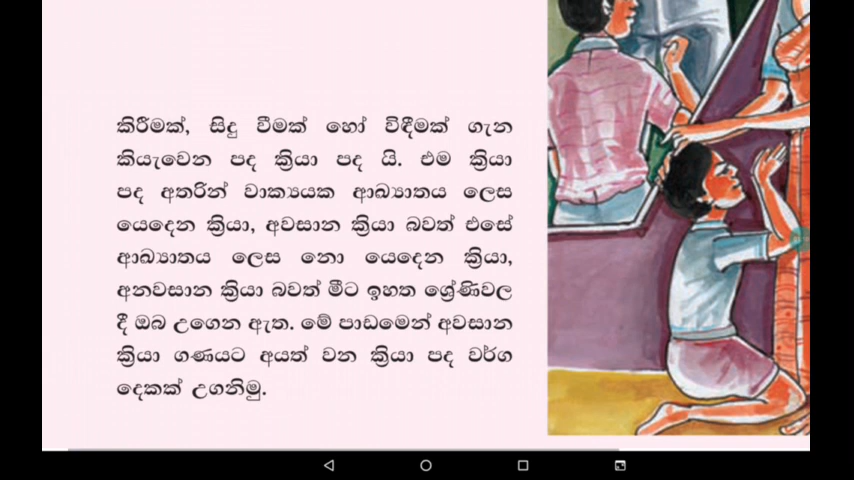 කිරීමක්, සිදු වීමක් හෝ විඳීමක් ගැන
කියැවෙන පද ක්‍රියා පද යි. එම ක්‍රියා
පද අතරින් වාක්‍යයක ආඛ්‍යාතය ලෙස
යෙදෙන ක්‍රියා, අවසාන ක්‍රියා බවත් එසේ
ආඛ්‍යාතය ලෙස නො යෙදෙන ක්‍රියා,
අනවසාන ක්‍රියා බවත් මීට ඉහත ශ්‍රේණිවල
දී ඔබ උගෙන ඇත. මේ පාඩමෙන් අවසාන
ක්‍රියා ගණයට අයත් වන ක්‍රියා පද වර්ග
දෙකක් උගනිමු.